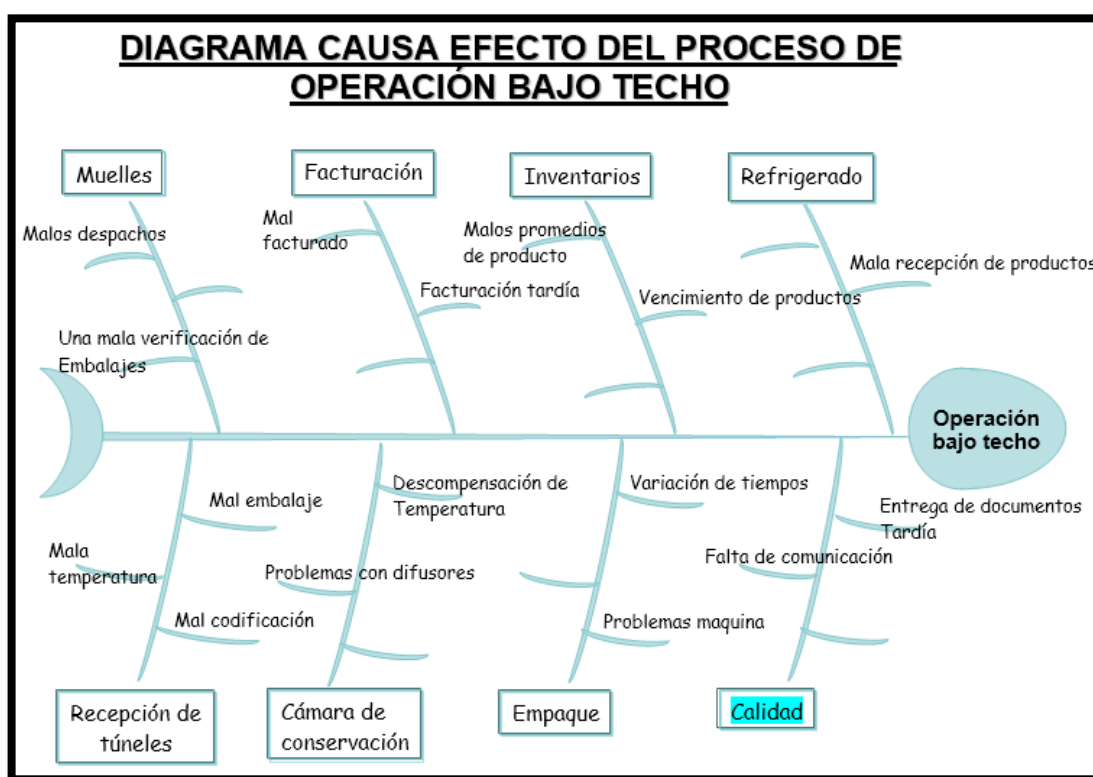 DIAGRAMA CAUSA EFECTO DEL PROCESO DE
OPERACIÓN BAJO TECHO
Muelles
Facturación
Inventarios
Refrigerado
Malos despachos
Mal
facturado
Malos promedios
de producto
Mala recepción de productos
Facturación tardía
Vencimiento de productos
Una mala verificación de
Embalajes
Operación
bajo techo
Mal embalaje
Descompensación de
Temperatura
Variación de tiempos
Entrega de documentos
Tardía
Mala
temperatura
Problemas con difusores
Falta de comunicación
Mal codificación
Problemas maquina
Recepción de
túneles
Cámara de
conservación
Empaque
Calidad